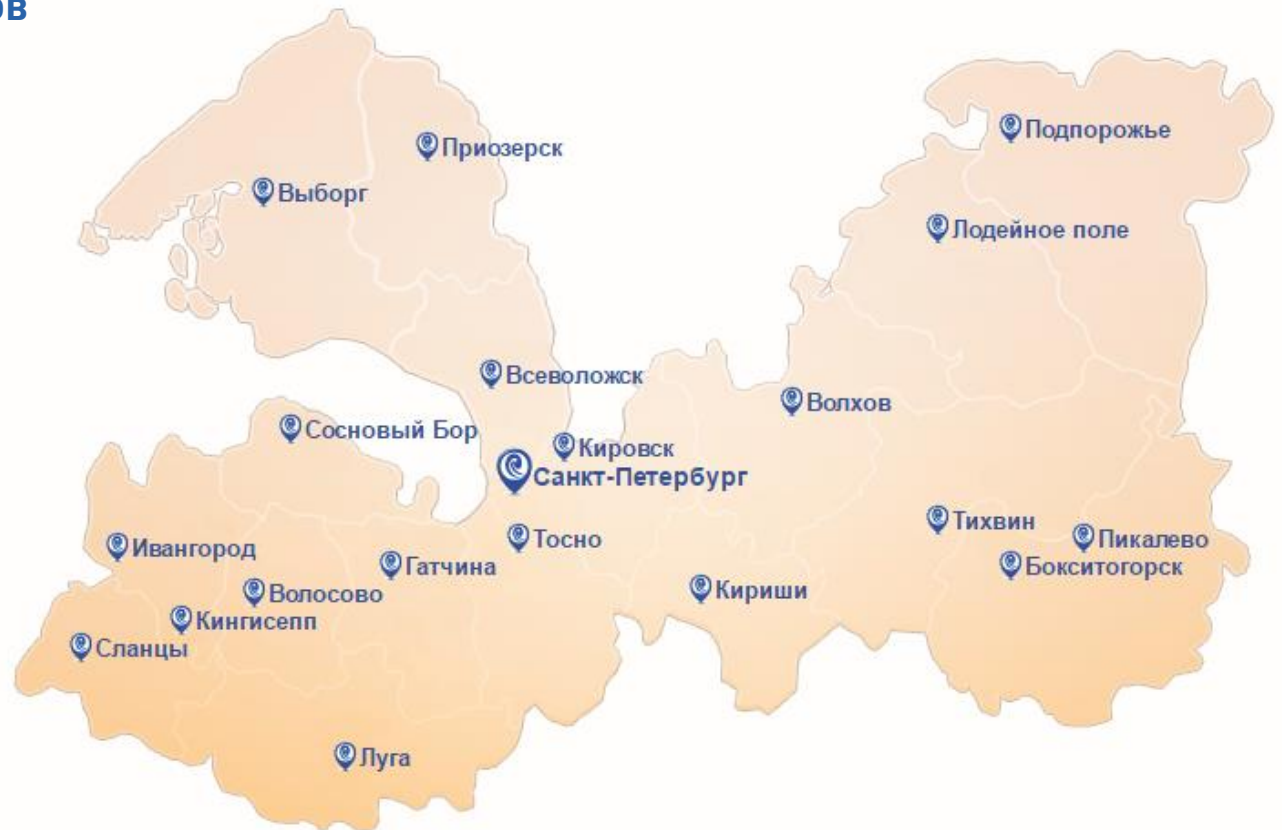 ов
Подпорожье
Приозерск
Выборг
Лодейное поле
Всеволожск
Волхов
Сосновый Бор
Кировск
Санкт-Петербург
Тихвин
Тосно
Пикалево
Ивангород
Гатчина
Бокситогорск
Кириши
Волосово
Кингисепп
Сланцы
Луга